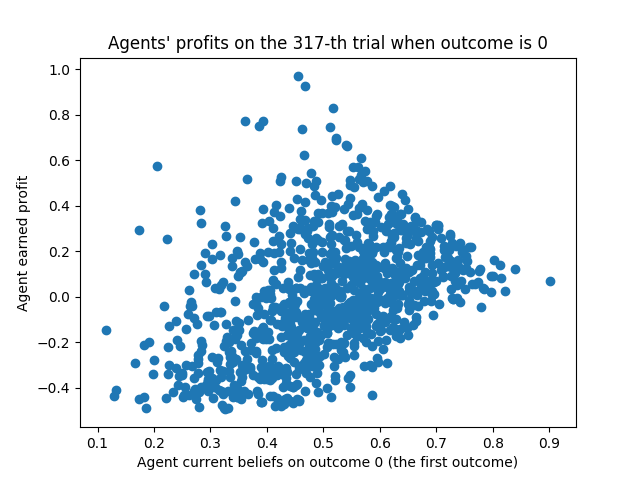 Agents' profits on the 317-th trial when outcome is 0
1.0
0.8
0.6
0.4
0.2
0.0
−0.2
−0.4
Agent earned profit
0.1 0.2 0.3 0.4 0.5 0.6 0.7 0.8 0.9
Agent current beliefs on outcome 0 (the first outcome)